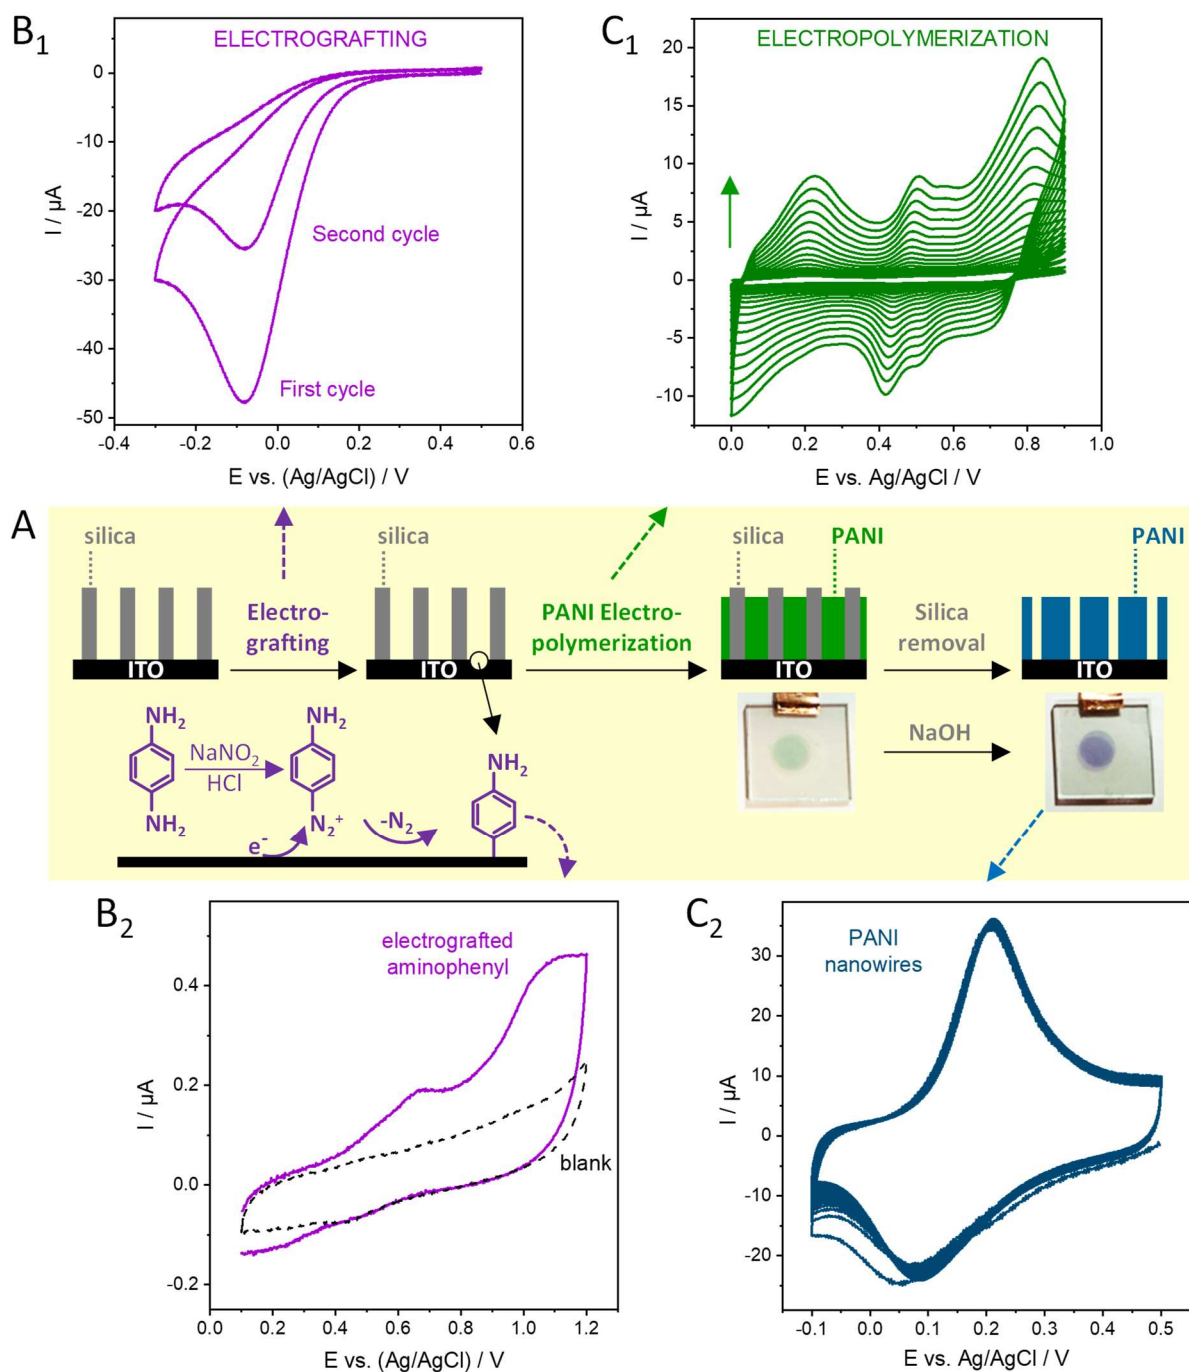 B1
ELECTROGRAFTING
0
-10
-20
-30
-40
-50
I / µA
Second cycle
First cycle
-0.4 -0.2 0.0 0.2 0.4 0.6
E vs. (Ag/AgCl) / V
C1
ELECTROPOLYMERIZATION
20
15
10
5
0
-5
-10
I / µA
0.0 0.2 0.4 0.6 0.8 1.0
E vs. Ag/AgCl / V
A
silica
ITO
Electro-
grafting
silica
ITO
PANI Electro-
polymerization
silica
PANI
ITO
Silica
removal
PANI
ITO
NaOH
NH2
NH2
NaNO2
HCl
NH2
N2+
e-
-N2
NH2
B2
electrografted
aminophenyl
blank
0.4
0.2
0.0
-0.2
I / µA
0.0 0.2 0.4 0.6 0.8 1.0 1.2
E vs. (Ag/AgCl) / V
C2
PANI
nanowires
30
20
10
0
-10
-20
I / µA
-0.1 0.0 0.1 0.2 0.3 0.4 0.5
E vs. Ag/AgCl / V